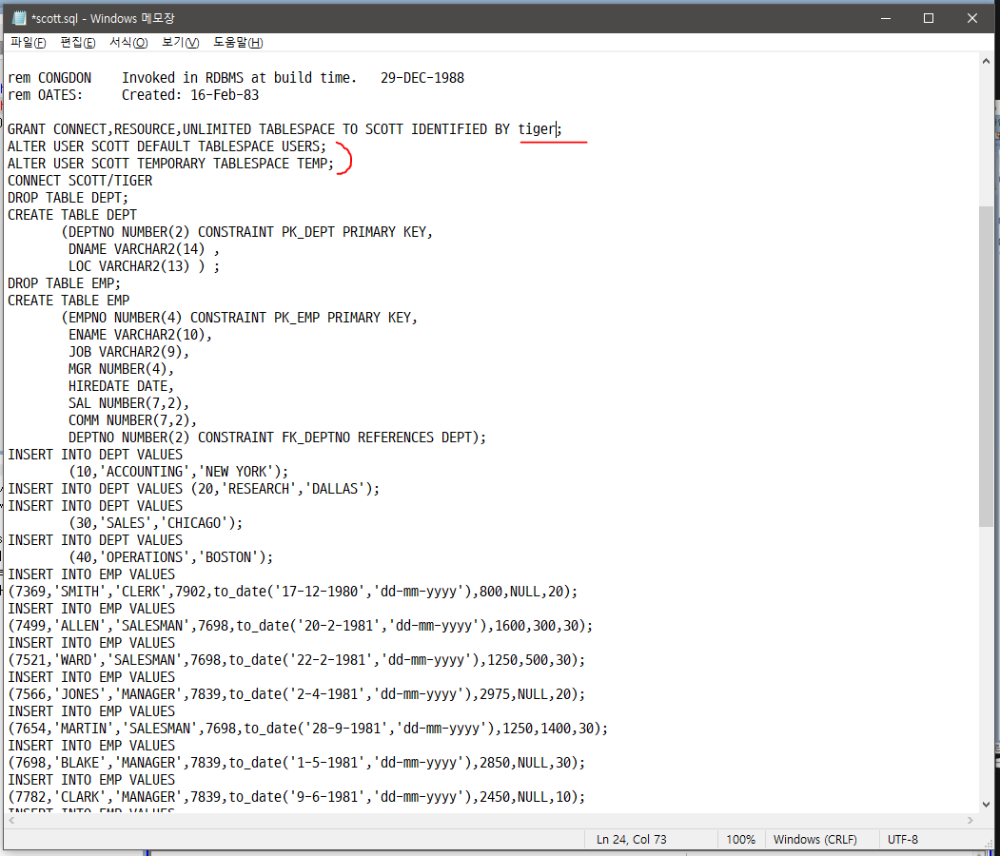 *scott.sql - Windows 메모장
파일(F) 편집(E) 서식(O) 보기(V) 도움말(H)
rem CONGDON    Invoked in RDBMS at build time.   29-DEC-1988
rem OATES:     Created: 16-Feb-83
GRANT CONNECT,RESOURCE,UNLIMITED TABLESPACE TO SCOTT IDENTIFIED BY tiger;
ALTER USER SCOTT DEFAULT TABLESPACE USERS;
ALTER USER SCOTT TEMPORARY TABLESPACE TEMP;
CONNECT SCOTT/TIGER
DROP TABLE DEPT;
CREATE TABLE DEPT
(DEPTNO NUMBER(2) CONSTRAINT PK_DEPT PRIMARY KEY,
DNAME VARCHAR2(14) ,
LOC VARCHAR2(13) ) ;
DROP TABLE EMP;
CREATE TABLE EMP
(EMPNO NUMBER(4) CONSTRAINT PK_EMP PRIMARY KEY,
ENAME VARCHAR2(10),
JOB VARCHAR2(9),
MGR NUMBER(4),
HIREDATE DATE,
SAL NUMBER(7,2),
COMM NUMBER(7,2),
DEPTNO NUMBER(2) CONSTRAINT FK_DEPTNO REFERENCES DEPT);
INSERT INTO DEPT VALUES
(10,'ACCOUNTING','NEW YORK');
INSERT INTO DEPT VALUES (20,'RESEARCH','DALLAS');
INSERT INTO DEPT VALUES
(30,'SALES','CHICAGO');
INSERT INTO DEPT VALUES
(40,'OPERATIONS','BOSTON');
INSERT INTO EMP VALUES
(7369,'SMITH','CLERK',7902,to_date('17-12-1980','dd-mm-yyyy'),800,NULL,20);
INSERT INTO EMP VALUES
(7499,'ALLEN','SALESMAN',7698,to_date('20-2-1981','dd-mm-yyyy'),1600,300,30);
INSERT INTO EMP VALUES
(7521,'WARD','SALESMAN',7698,to_date('22-2-1981','dd-mm-yyyy'),1250,500,30);
INSERT INTO EMP VALUES
(7566,'JONES','MANAGER',7839,to_date('2-4-1981','dd-mm-yyyy'),2975,NULL,20);
INSERT INTO EMP VALUES
(7654,'MARTIN','SALESMAN',7698,to_date('28-9-1981','dd-mm-yyyy'),1250,1400,30);
INSERT INTO EMP VALUES
(7698,'BLAKE','MANAGER',7839,to_date('1-5-1981','dd-mm-yyyy'),2850,NULL,30);
INSERT INTO EMP VALUES
(7782,'CLARK','MANAGER',7839,to_date('9-6-1981','dd-mm-yyyy'),2450,NULL,10);
INSERT INTO EMP VALUES
Ln 24, Col 73 100% Windows (CRLF) UTF-8